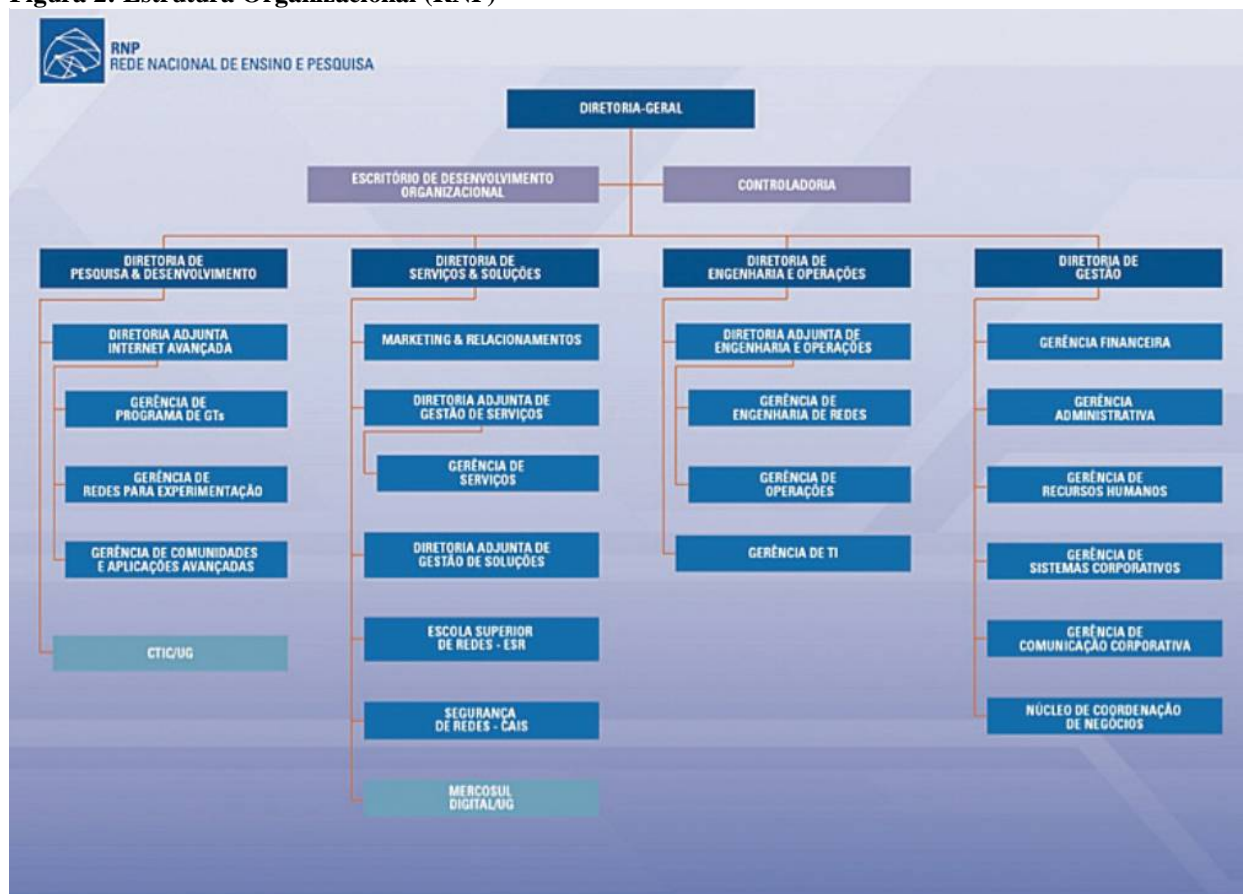 Figura 2: Estrutura Organizacional (RNP)
RNP
REDE NACIONAL DE ENSINO E PESQUISA
DIRETORIA-GERAL
ESCRITÓRIO DE DESENVOLVIMENTO
ORGANIZACIONAL
CONTROLADORIA
DIRETORIA DE
PESQUISA & DESENVOLVIMENTO
DIRETORIA ADJUNTA
INTERNET AVANÇADA
GERÊNCIA DE
PROGRAMA DE GTs
GERÊNCIA DE
REDES PARA EXPERIMENTAÇÃO
GERÊNCIA DE COMUNIDADES
E APLICAÇÕES AVANÇADAS
CTIC/UG
DIRETORIA DE
SERVIÇOS & SOLUÇÕES
MARKETING & RELACIONAMENTOS
DIRETORIA ADJUNTA DE
GESTÃO DE SERVIÇOS
GERÊNCIA DE
SERVIÇOS
DIRETORIA ADJUNTA DE
GESTÃO DE SOLUÇÕES
ESCOLA SUPERIOR
DE REDES - ESR
SEGURANÇA
DE REDES - CAIS
MERCOSUL
DIGITAL/UG
DIRETORIA DE
ENGENHARIA E OPERAÇÕES
DIRETORIA ADJUNTA DE
ENGENHARIA E OPERAÇÕES
GERÊNCIA DE
ENGENHARIA DE REDES
GERÊNCIA DE
OPERAÇÕES
GERÊNCIA DE TI
DIRETORIA DE
GESTÃO
GERÊNCIA FINANCEIRA
GERÊNCIA
ADMINISTRATIVA
GERÊNCIA DE
RECURSOS HUMANOS
GERÊNCIA DE
SISTEMAS CORPORATIVOS
GERÊNCIA DE
COMUNICAÇÃO CORPORATIVA
NÚCLEO DE COORDENAÇÃO
DE NEGÓCIOS